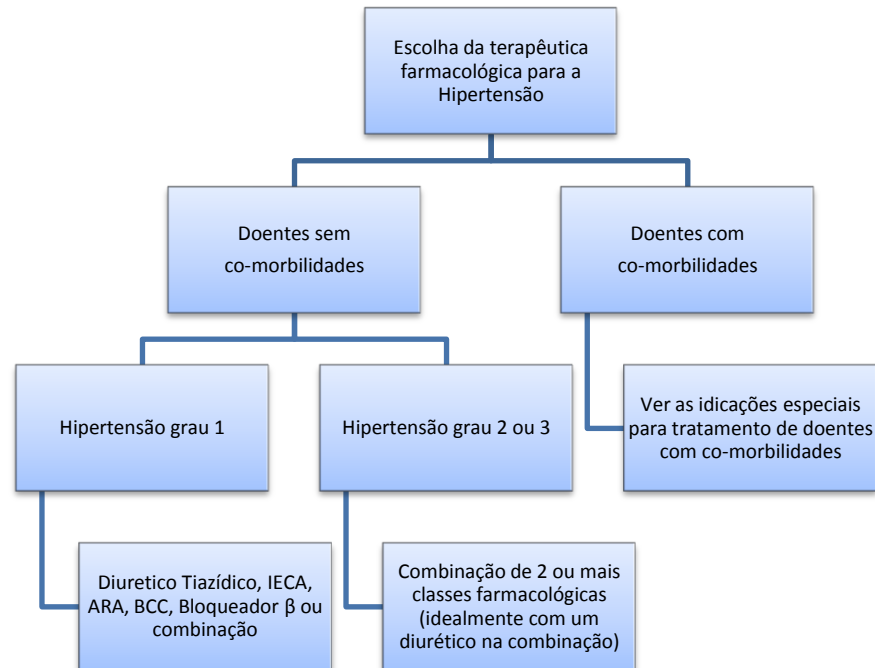 Escolha da terapêutica
farmacológica para a
Hipertensão
Doentes sem
co-morbilidades
Doentes com
co-morbilidades
Hipertensão grau 1
Hipertensão grau 2 ou 3
Ver as idicações especiais
para tratamento de doentes
com co-morbilidades
Diuretico Tiazídico, IECA,
ARA, BCC, Bloqueador β ou
combinação
Combinação de 2 ou mais
classes farmacológicas
(idealmente com um
diurético na combinação)